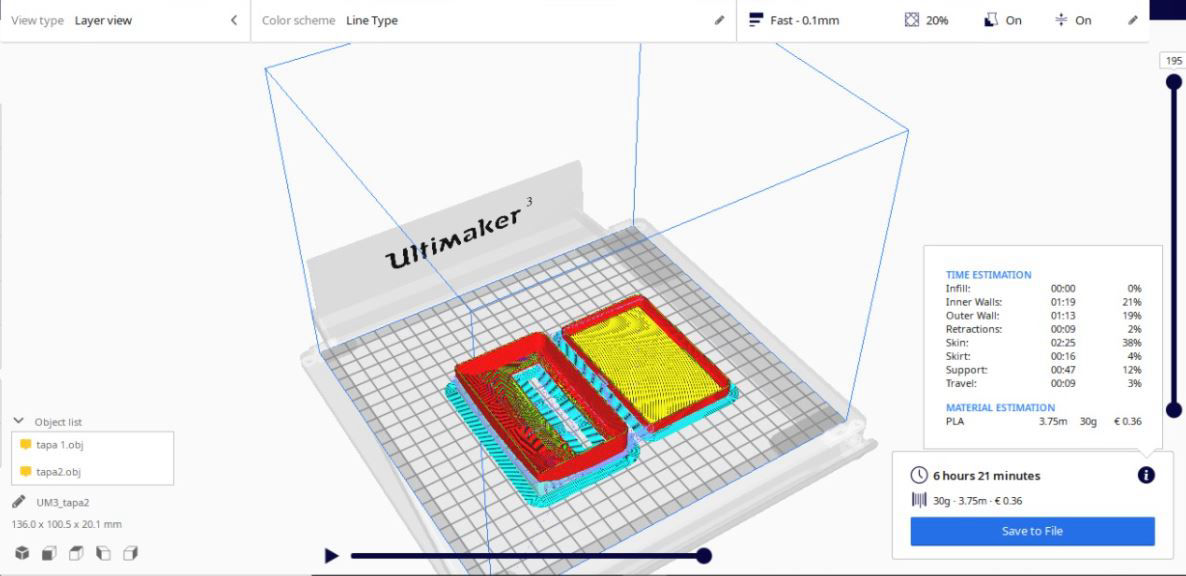 View type Layer view
Color scheme Line Type
Fast - 0.1mm 20% On On
195
Ultimaker 3
TIME ESTIMATION
Infill: 00:00 0%
Inner Walls: 01:19 21%
Outer Wall: 01:13 19%
Retractions: 00:09 2%
Skin: 02:25 38%
Skirt: 00:16 4%
Support: 00:47 12%
Travel: 00:09 3%
MATERIAL ESTIMATION
PLA 3.75m 30g € 0.36
Object list
tapa 1.obj
tapa2.obj
UM3_tapa2
136.0 x 100.5 x 20.1 mm
6 hours 21 minutes
30g · 3.75m · € 0.36
Save to File